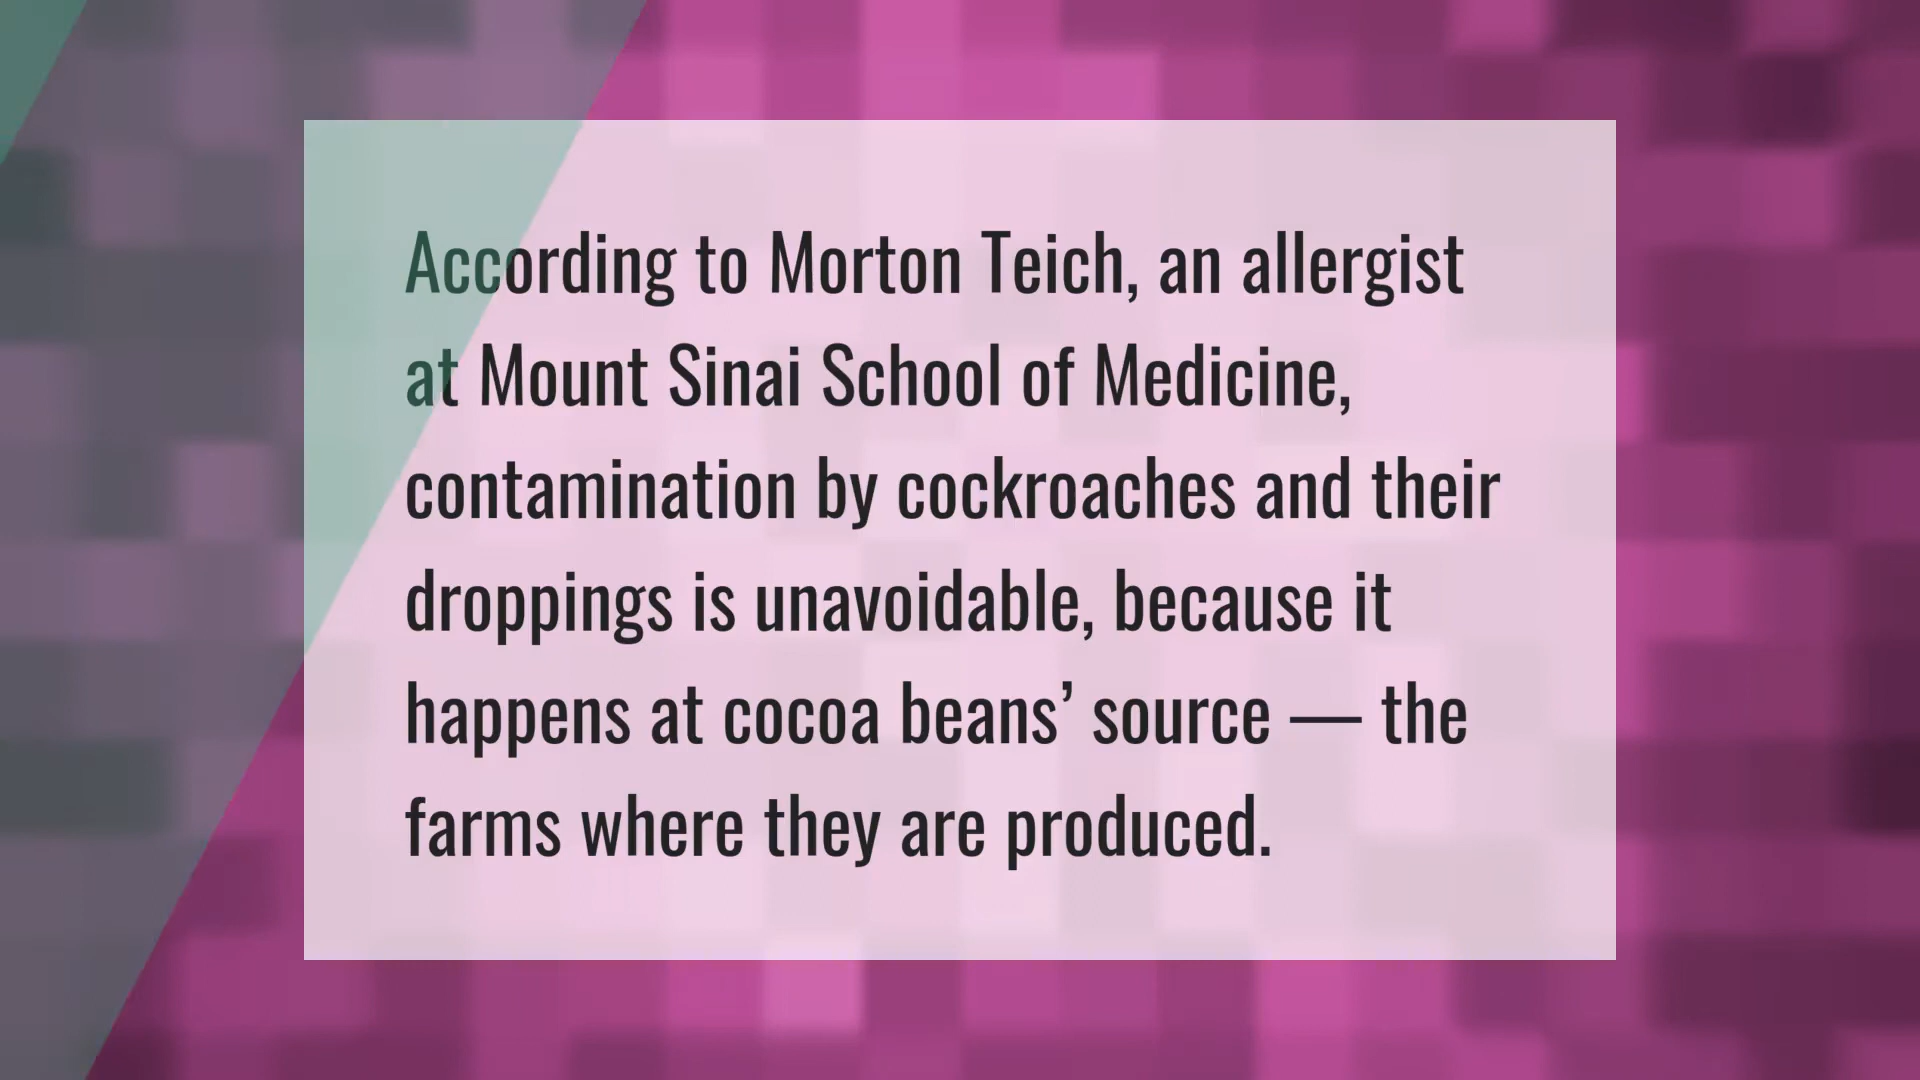 According to Morton Teich, an allergist
at Mount Sinai School of Medicine,
contamination by cockroaches and their
droppings is unavoidable, because it
happens at cocoa beans’ source — the
farms where they are produced.